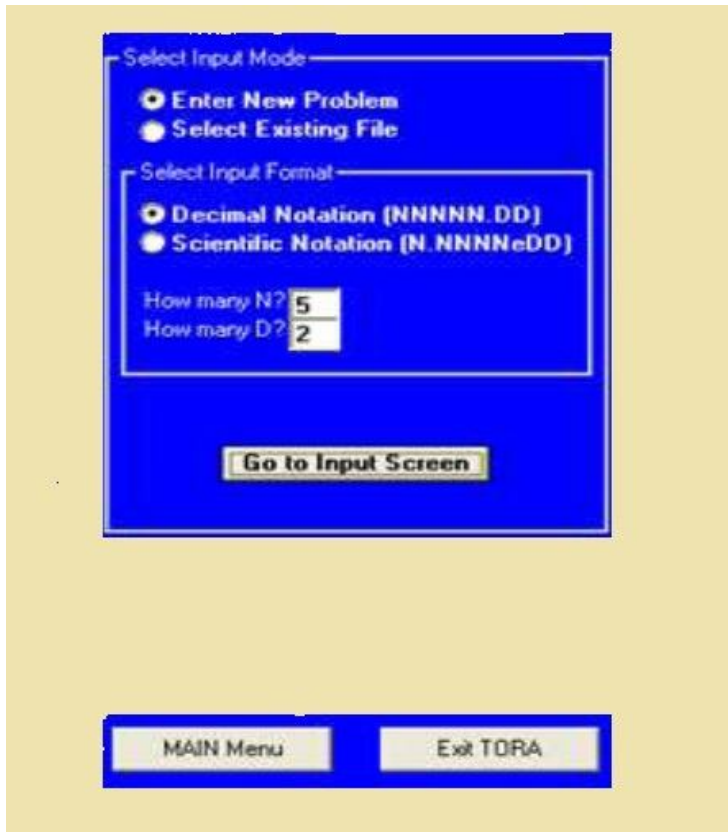 Select Input Mode
Enter New Problem
Select Existing File
Select Input Format
Decimal Notation (NNNNN.DD)
Scientific Notation (N.NNNNeDD)
How many N? 5
How many D? 2
Go to Input Screen
MAIN Menu Exit TORA